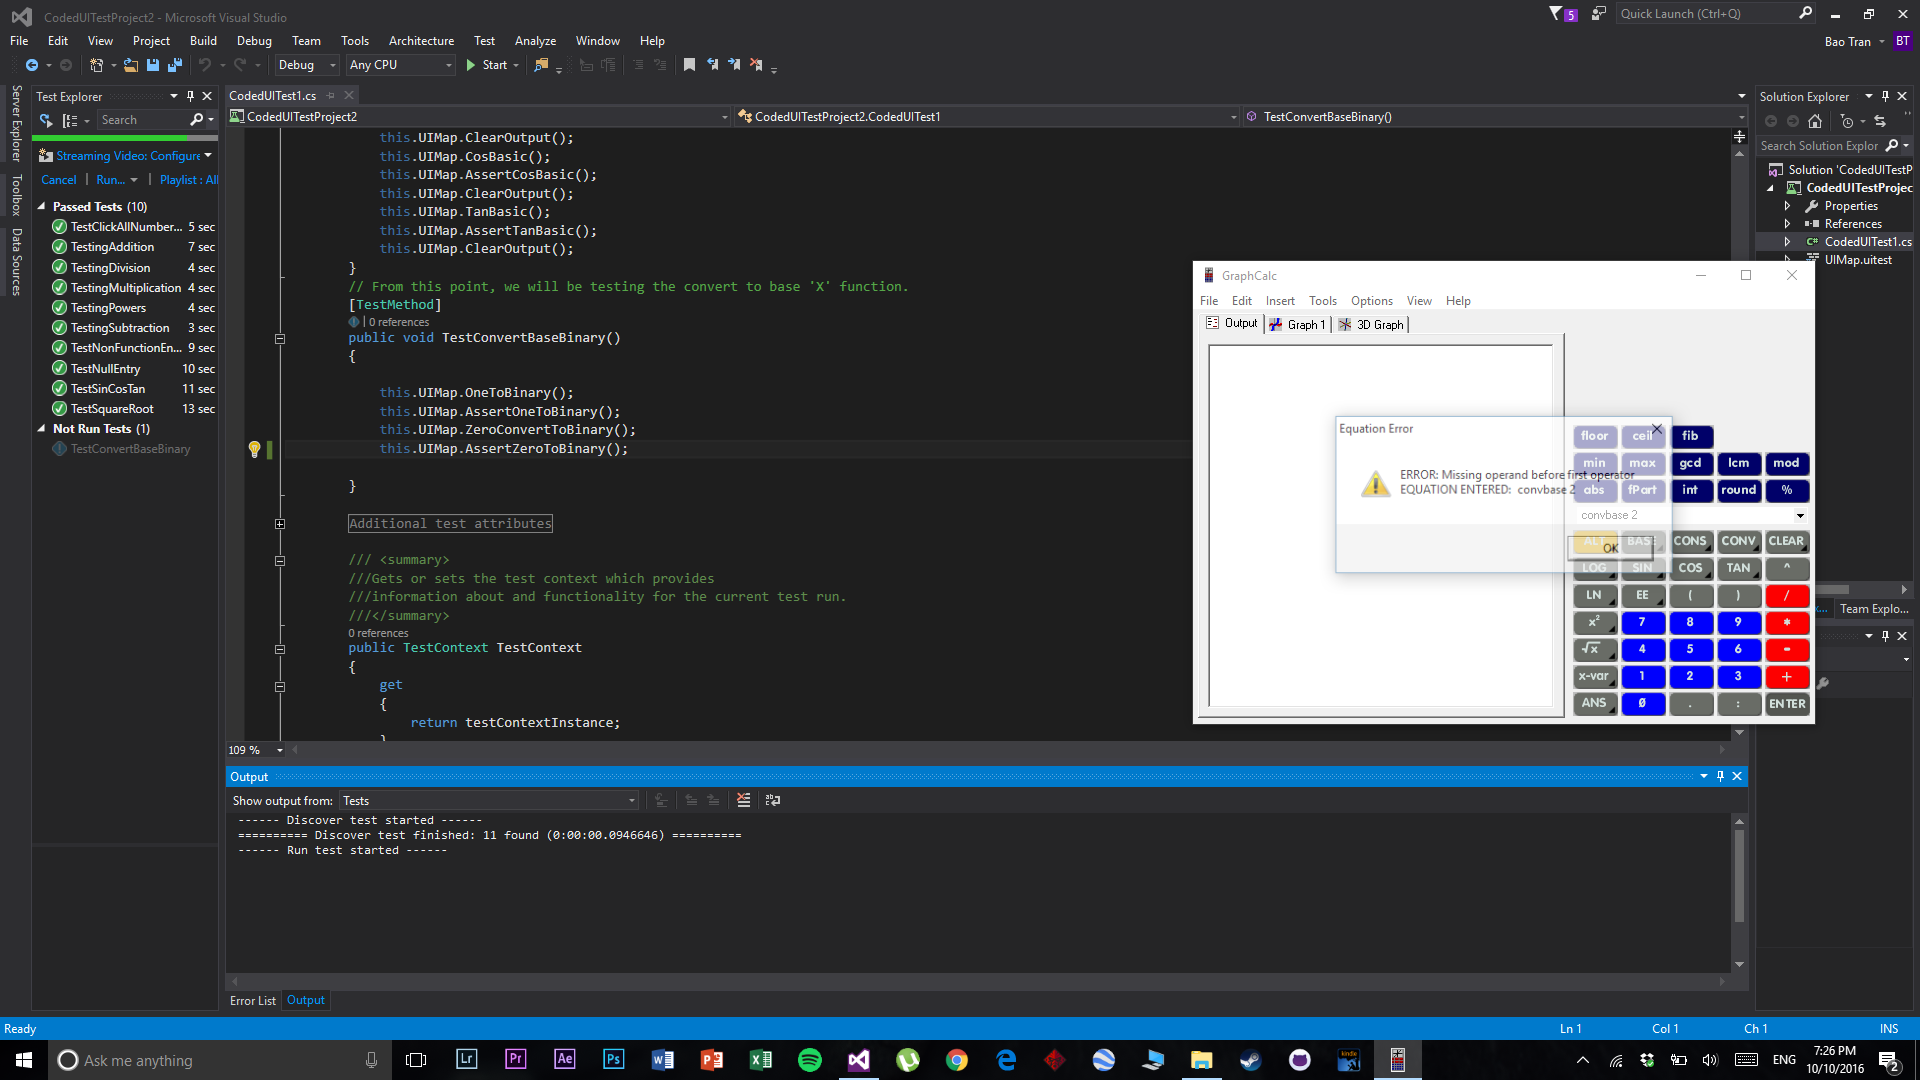 CodedUITestProject2 - Microsoft Visual Studio
5
Quick Launch (Ctrl+Q)
File Edit View Project Build Debug Team Tools Architecture Test Analyze Window Help
Bao Tran BT
Debug Any CPU Start
Server Explorer
Toolbox
Data Sources
Test Explorer
Search
Streaming Video: Configure
Cancel | Run... | Playlist : All
Passed Tests (10)
TestClickAllNumber... 5 sec
TestingAddition 7 sec
TestingDivision 4 sec
TestingMultiplication 4 sec
TestingPowers 4 sec
TestingSubtraction 3 sec
TestNonFunctionEn... 9 sec
TestNullEntry 10 sec
TestSinCosTan 11 sec
TestSquareRoot 13 sec
Not Run Tests (1)
TestConvertBaseBinary
CodedUITest1.cs
CodedUITestProject2 CodedUITestProject2.CodedUITest1 TestConvertBaseBinary()
this.UIMap.ClearOutput();
this.UIMap.CosBasic();
this.UIMap.AssertCosBasic();
this.UIMap.ClearOutput();
this.UIMap.TanBasic();
this.UIMap.AssertTanBasic();
this.UIMap.ClearOutput();
}
// From this point, we will be testing the convert to base 'X' function.
[TestMethod]
| 0 references
public void TestConvertBaseBinary()
{
this.UIMap.OneToBinary();
this.UIMap.AssertOneToBinary();
this.UIMap.ZeroConvertToBinary();
this.UIMap.AssertZeroToBinary();
}
Additional test attributes
/// <summary>
///Gets or sets the test context which provides
///information about and functionality for the current test run.
///</summary>
0 references
public TestContext TestContext
{
get
{
return testContextInstance;
}
109 %
Output
Show output from: Tests
------ Discover test started ------
========== Discover test finished: 11 found (0:00:00.0946646) ==========
------ Run test started ------
Error List Output
Solution Explorer
Search Solution Explor
Solution 'CodedUITestP
CodedUITestProjec
Properties
References
CodedUITest1.cs
UIMap.uitest
Team Explo...
GraphCalc
File Edit Insert Tools Options View Help
Output Graph 1 3D Graph
Equation Error
ERROR: Missing operand before first operator
EQUATION ENTERED: convbase 2
OK
floor ceil fib
min max gcd lcm mod
abs fPart int round %
convbase 2
ALT BASE CONS CONV CLEAR
LOG SIN COS TAN ^
LN EE ( ) /
x² 7 8 9 *
√x 4 5 6 -
x-var 1 2 3 +
ANS 0 . : ENTER
Ready Ln 1 Col 1 Ch 1 INS
Ask me anything
Lr Pr Ae Ps
kindle
ENG
7:26 PM
10/10/2016
2